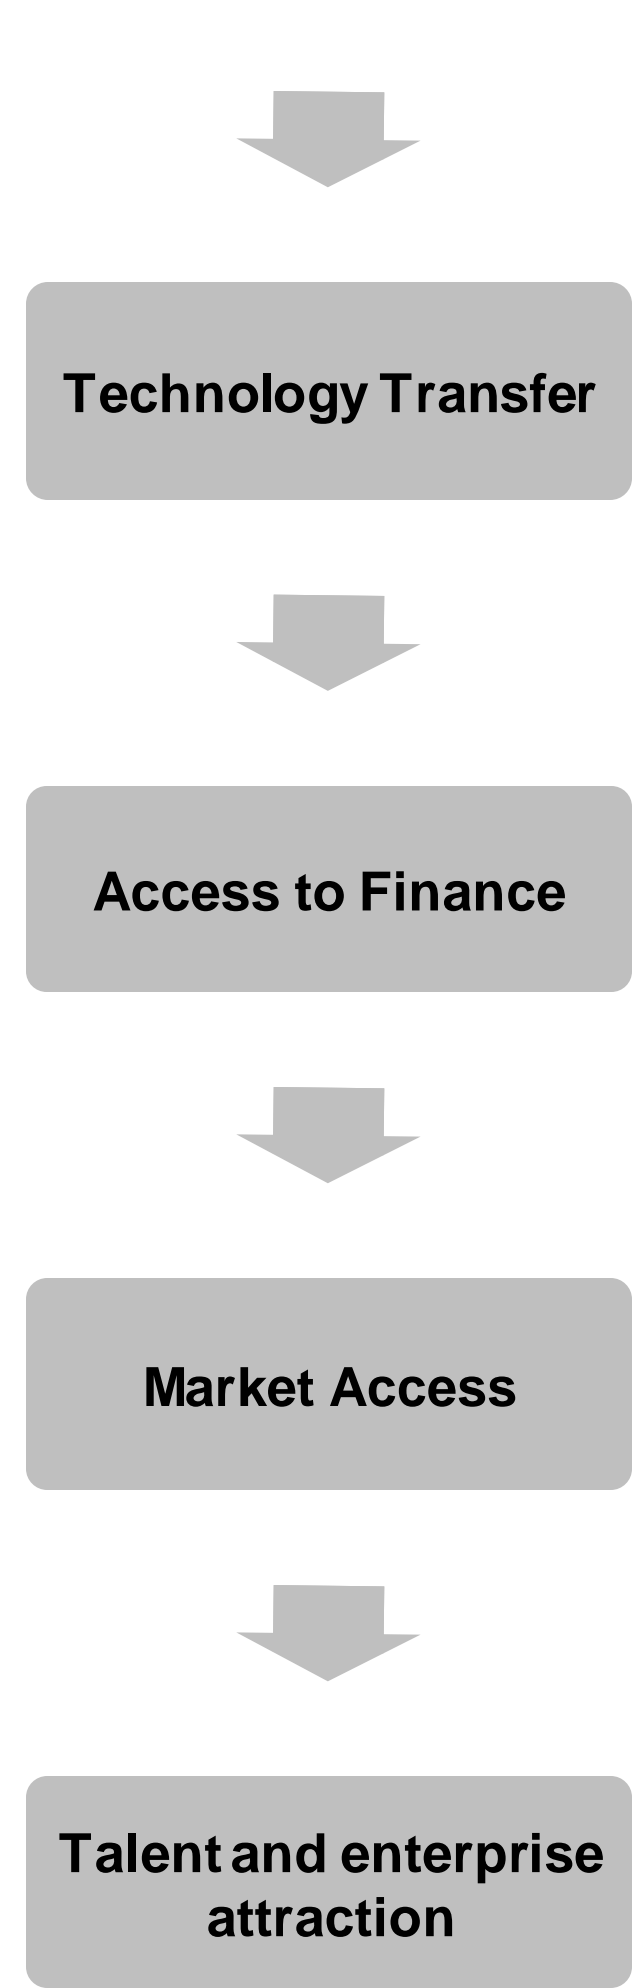 Technology Transfer
Access to Finance
Market Access
Talent and enterprise
attraction